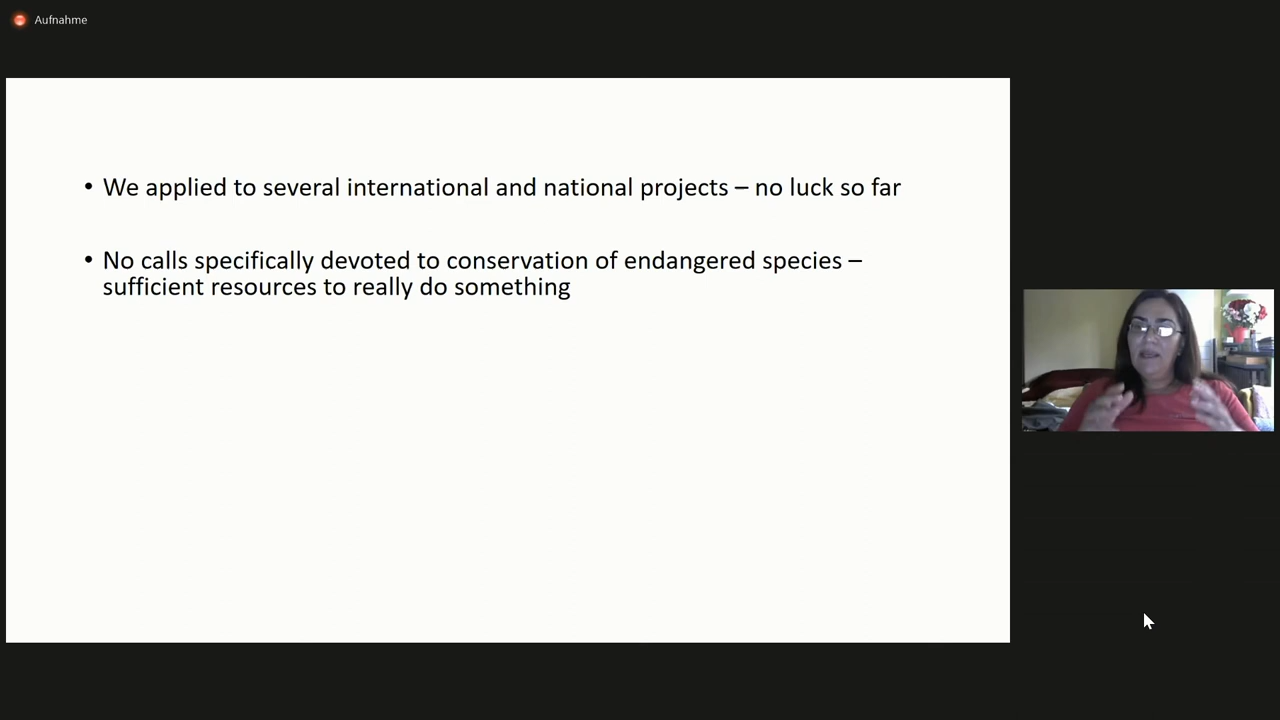 Aufnahme
• We applied to several international and national projects – no luck so far
• No calls specifically devoted to conservation of endangered species –
sufficient resources to really do something